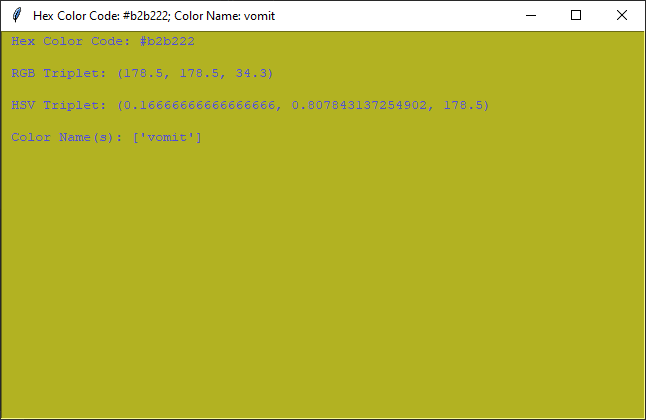 Hex Color Code: #b2b222; Color Name: vomit
Hex Color Code: #b2b222
RGB Triplet: (178.5, 178.5, 34.3)
HSV Triplet: (0.16666666666666666, 0.807843137254902, 178.5)
Color Name(s): ['vomit']